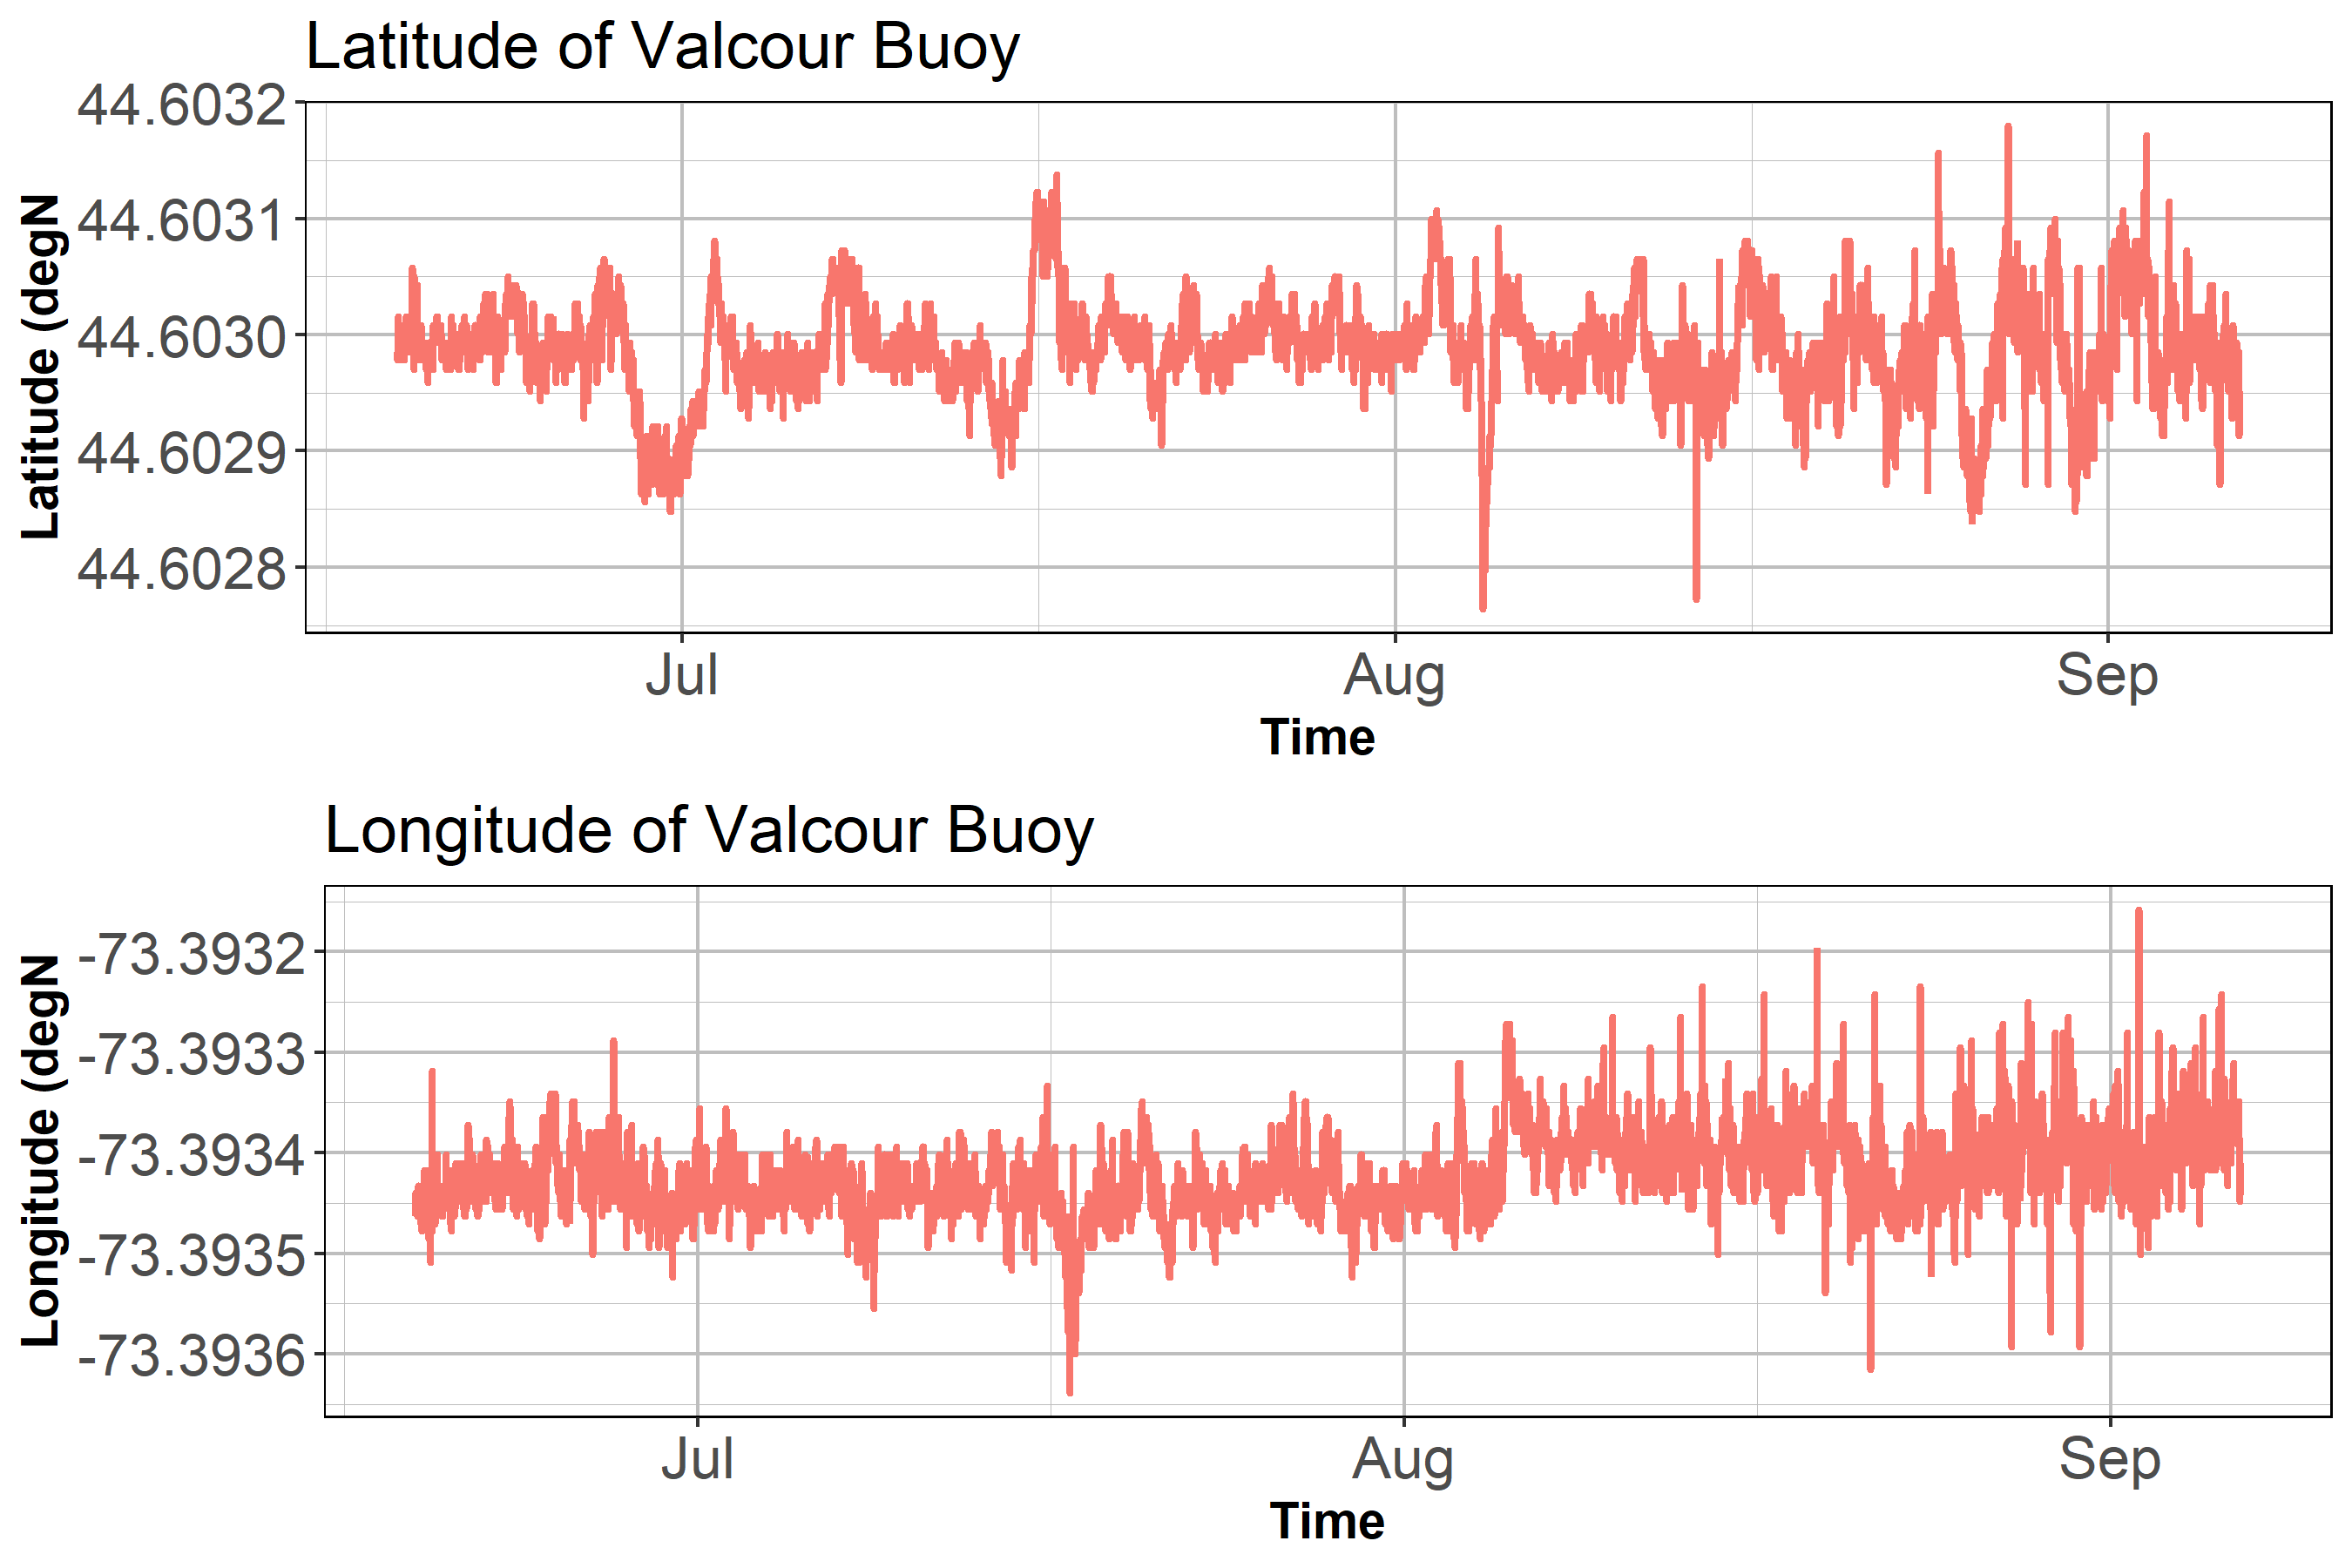 Latitude of Valcour Buoy
44.6032
44.6031
44.6030
44.6029
44.6028
Latitude (degN
Jul Aug Sep
Time
Longitude of Valcour Buoy
-73.3932
-73.3933
-73.3934
-73.3935
-73.3936
Longitude (degN
Jul Aug Sep
Time